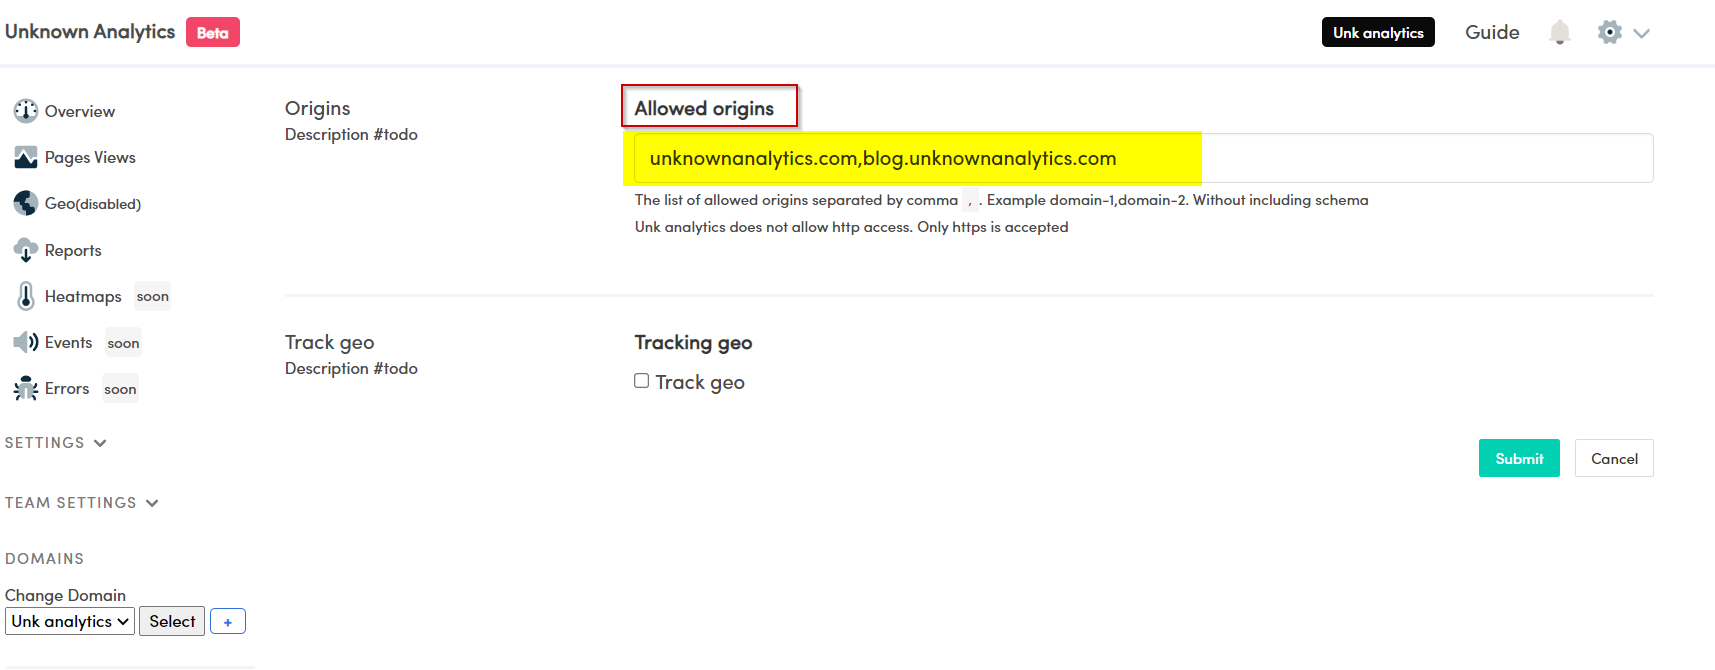 Unknown Analytics Beta
Unk analytics Guide
Overview
Pages Views
Geo(disabled)
Reports
Heatmaps soon
Events soon
Errors soon
SETTINGS
TEAM SETTINGS
DOMAINS
Change Domain
Unk analytics Select +
Origins
Description #todo
Allowed origins
unknownanalytics.com,blog.unknownanalytics.com
The list of allowed origins separated by comma , . Example domain-1,domain-2. Without including schema
Unk analytics does not allow http access. Only https is accepted
Track geo
Description #todo
Tracking geo
Track geo
Submit Cancel